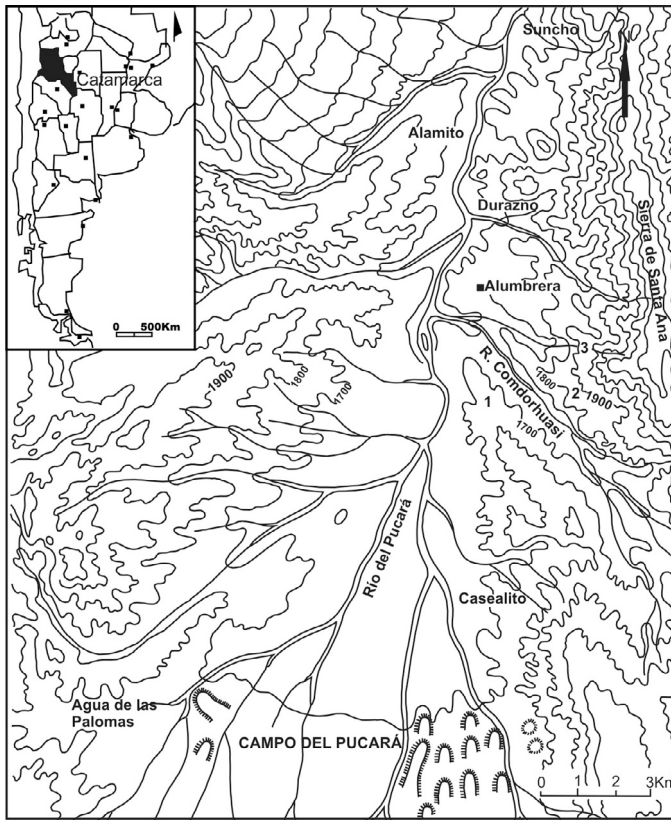 Catamarca
0 500Km
Suncho
N
Alamito
Sierra de Santa Ana
Durazno
Alumbrera
3
R. Comdorhuasi
1800
2
1900
1700
1
1900
1800
1700
Río del Pucará
Casealito
Agua de las
Palomas
CAMPO DEL PUCARÁ
0 1 2 3Km